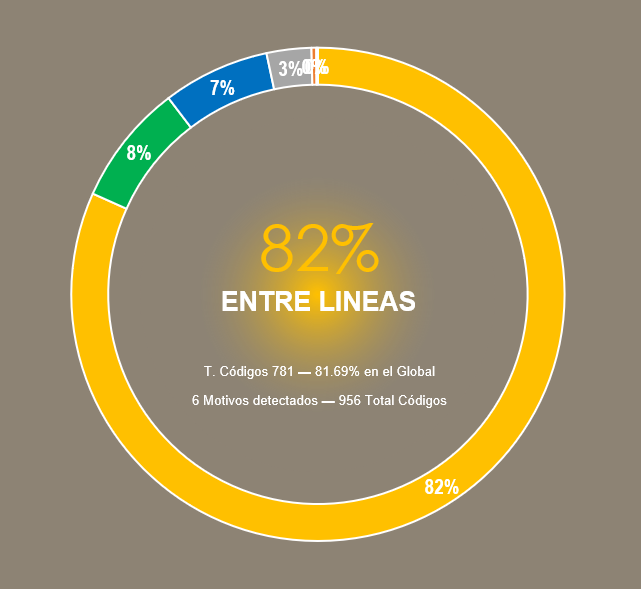 3%
7%
8%
82%
ENTRE LINEAS
T. Códigos 781 — 81.69% en el Global
6 Motivos detectados — 956 Total Códigos
82%